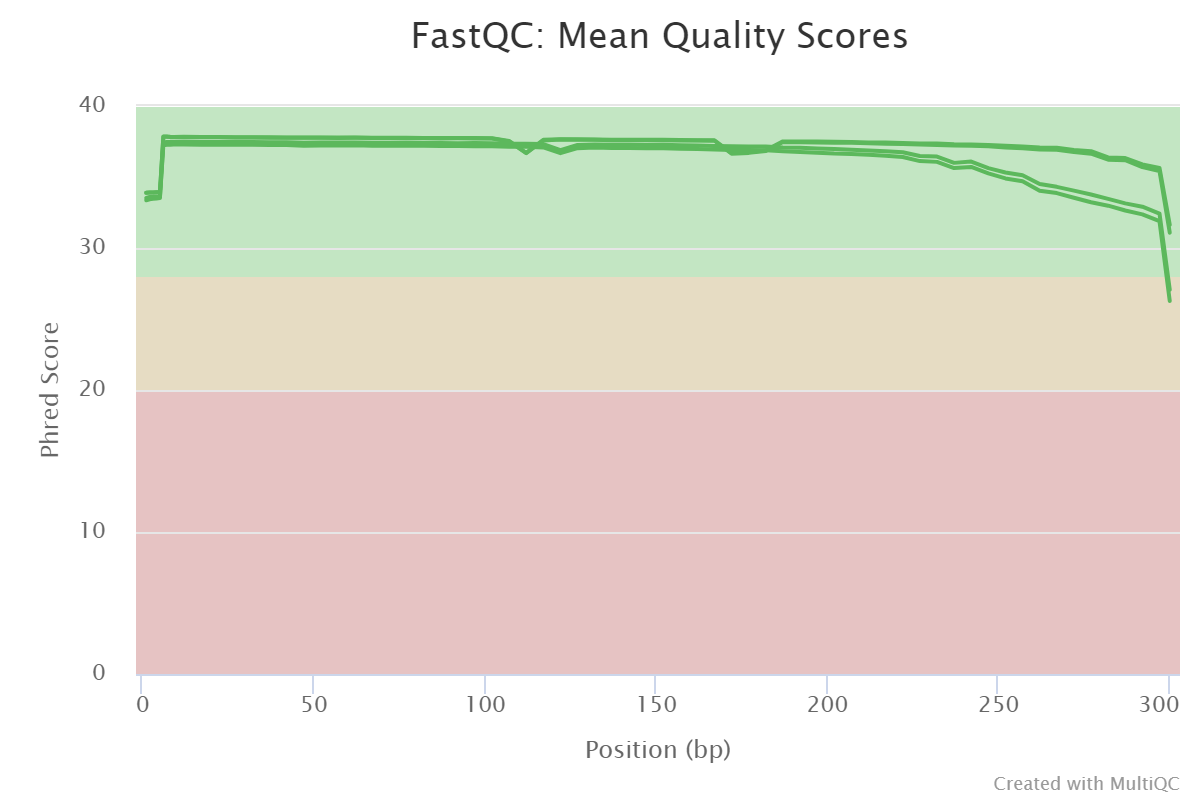 FastQC: Mean Quality Scores
40
30
20
10
0
Phred Score
0 50 100 150 200 250 300
Position (bp)
Created with MultiQC